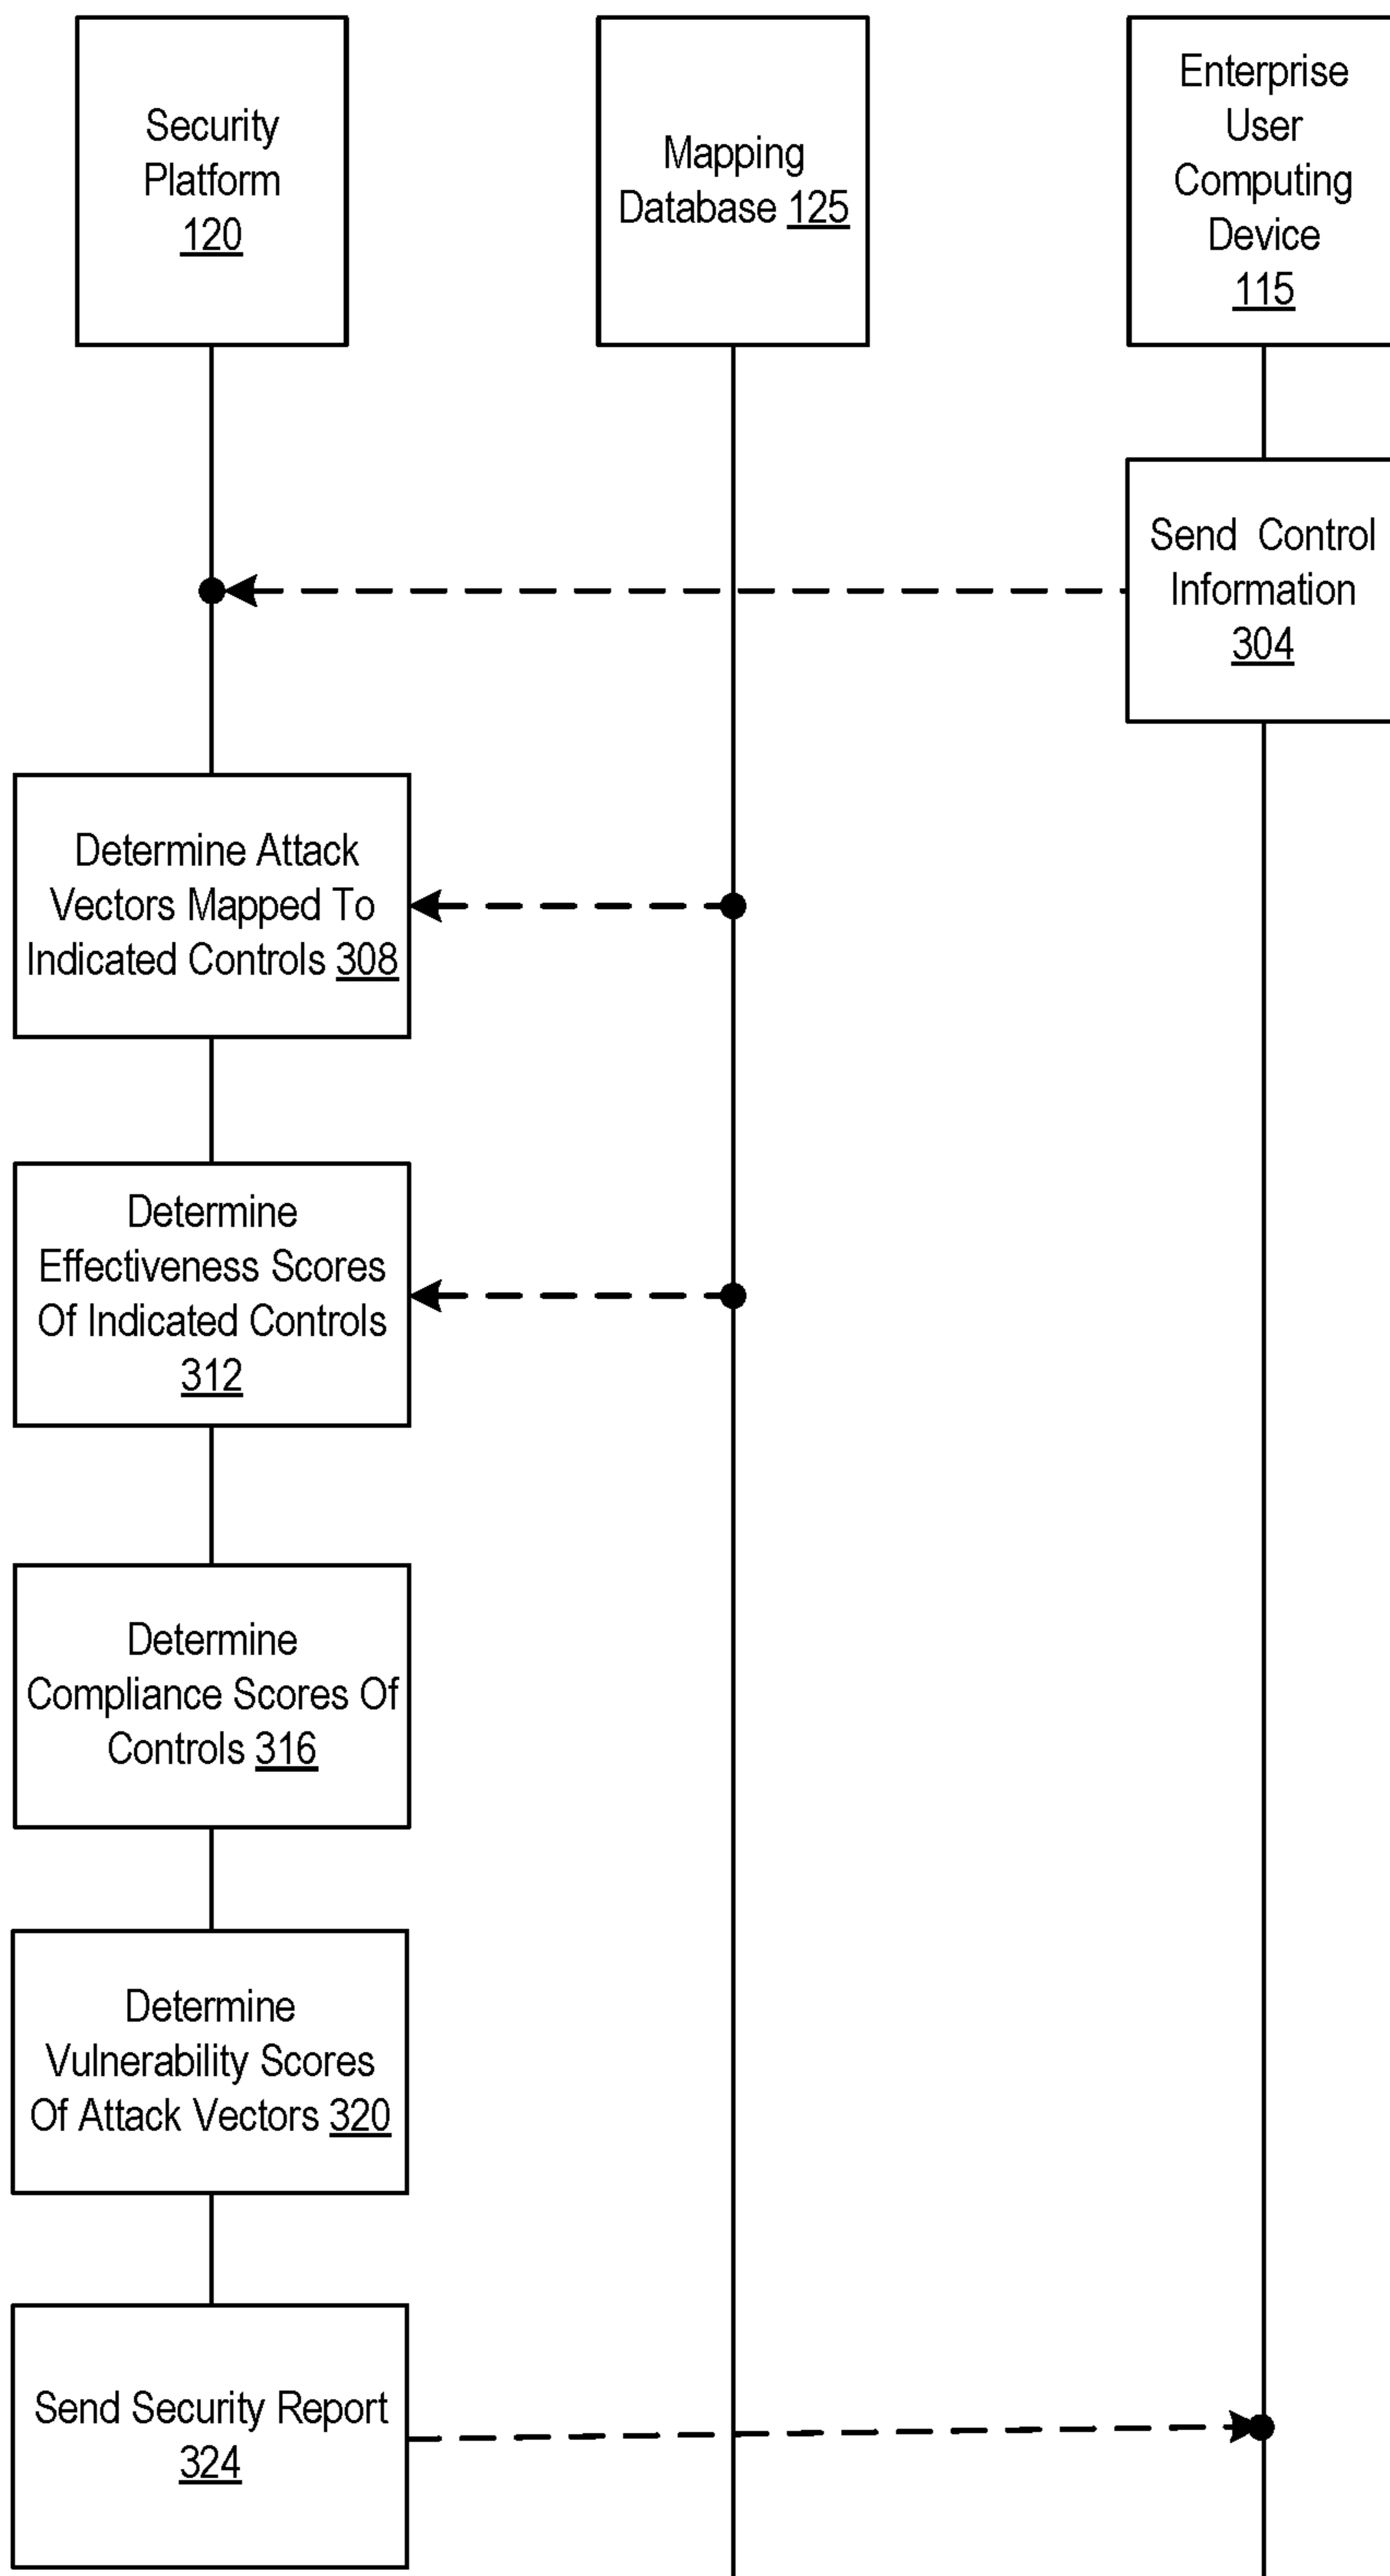 Security
Platform
120
Mapping
Database 125
Enterprise
User
Computing
Device
115
Send Control
Information
304
Determine Attack
Vectors Mapped To
Indicated Controls 308
Determine
Effectiveness Scores
Of Indicated Controls
312
Determine
Compliance Scores Of
Controls 316
Determine
Vulnerability Scores
Of Attack Vectors 320
Send Security Report
324